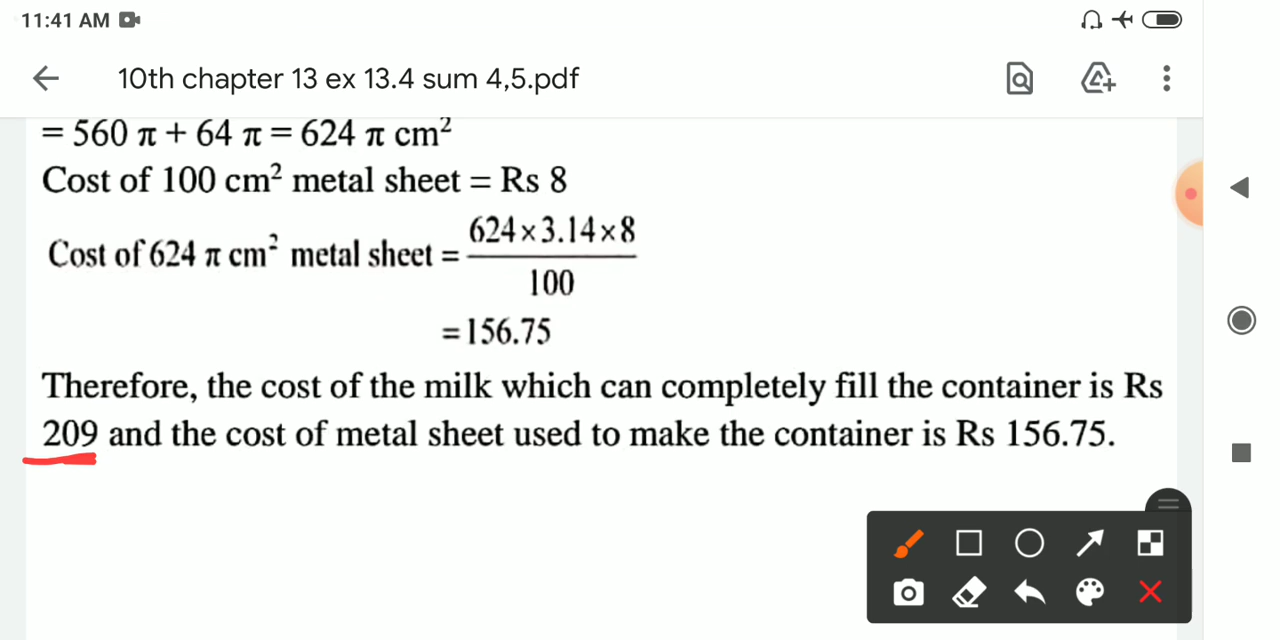 11:41 AM
10th chapter 13 ex 13.4 sum 4,5.pdf
= 560 π + 64 π = 624 π cm²
Cost of 100 cm² metal sheet = Rs 8
Cost of 624 π cm² metal sheet = 624×3.14×8
100
=156.75
Therefore, the cost of the milk which can completely fill the container is Rs
209 and the cost of metal sheet used to make the container is Rs 156.75.